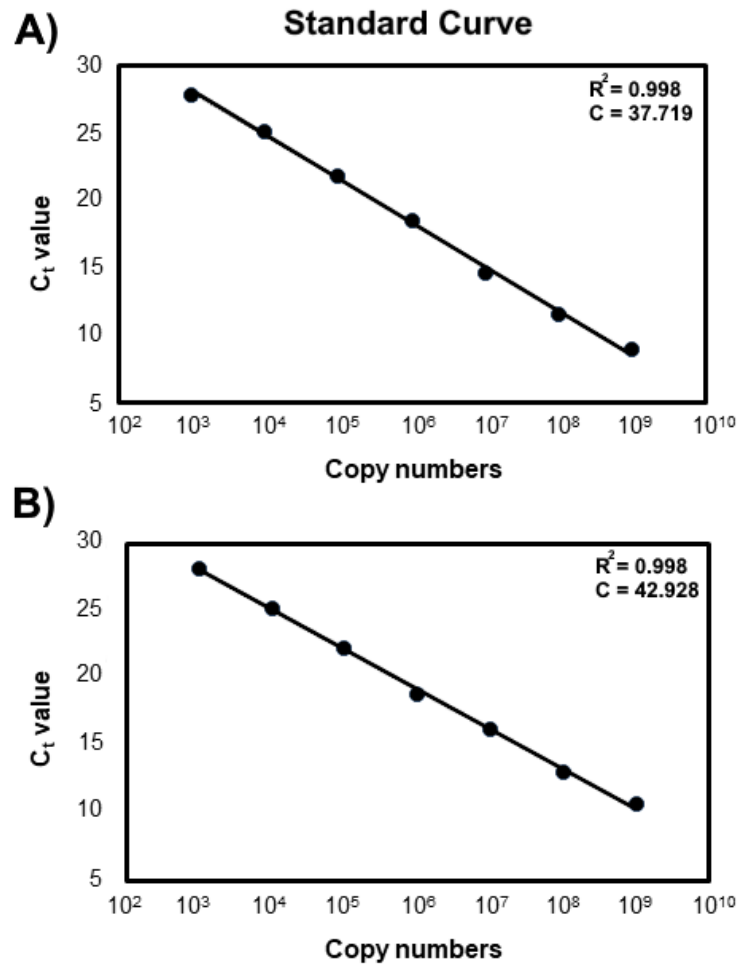 A)
Standard Curve
30
25
20
15
10
5
R² = 0.998
C = 37.719
Cₜ value
10² 10³ 10⁴ 10⁵ 10⁶ 10⁷ 10⁸ 10⁹ 10¹⁰
Copy numbers
B)
30
25
20
15
10
5
R² = 0.998
C = 42.928
Cₜ value
10² 10³ 10⁴ 10⁵ 10⁶ 10⁷ 10⁸ 10⁹ 10¹⁰
Copy numbers